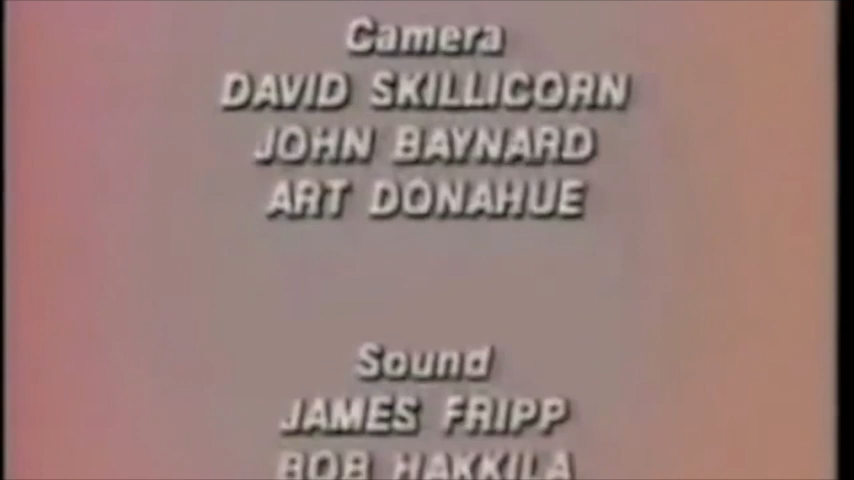 Camera
DAVID SKILLICORN
JOHN BAYNARD
ART DONAHUE
Sound
JAMES FRIPP
BOB HAKKILA